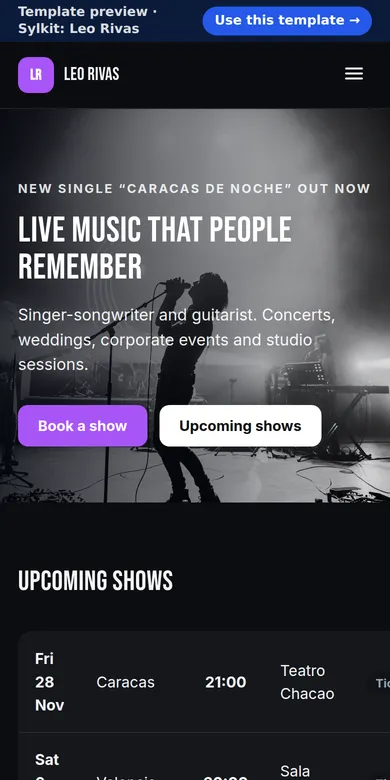 Template preview ·
Sylkit: Leo Rivas
Use this template →
LR
LEO RIVAS
NEW SINGLE “CARACAS DE NOCHE” OUT NOW
LIVE MUSIC THAT PEOPLE
REMEMBER
Singer-songwriter and guitarist. Concerts,
weddings, corporate events and studio
sessions.
Book a show
Upcoming shows
UPCOMING SHOWS
Fri
28
Nov
Caracas
21:00
Teatro
Chacao
Sat
Sala